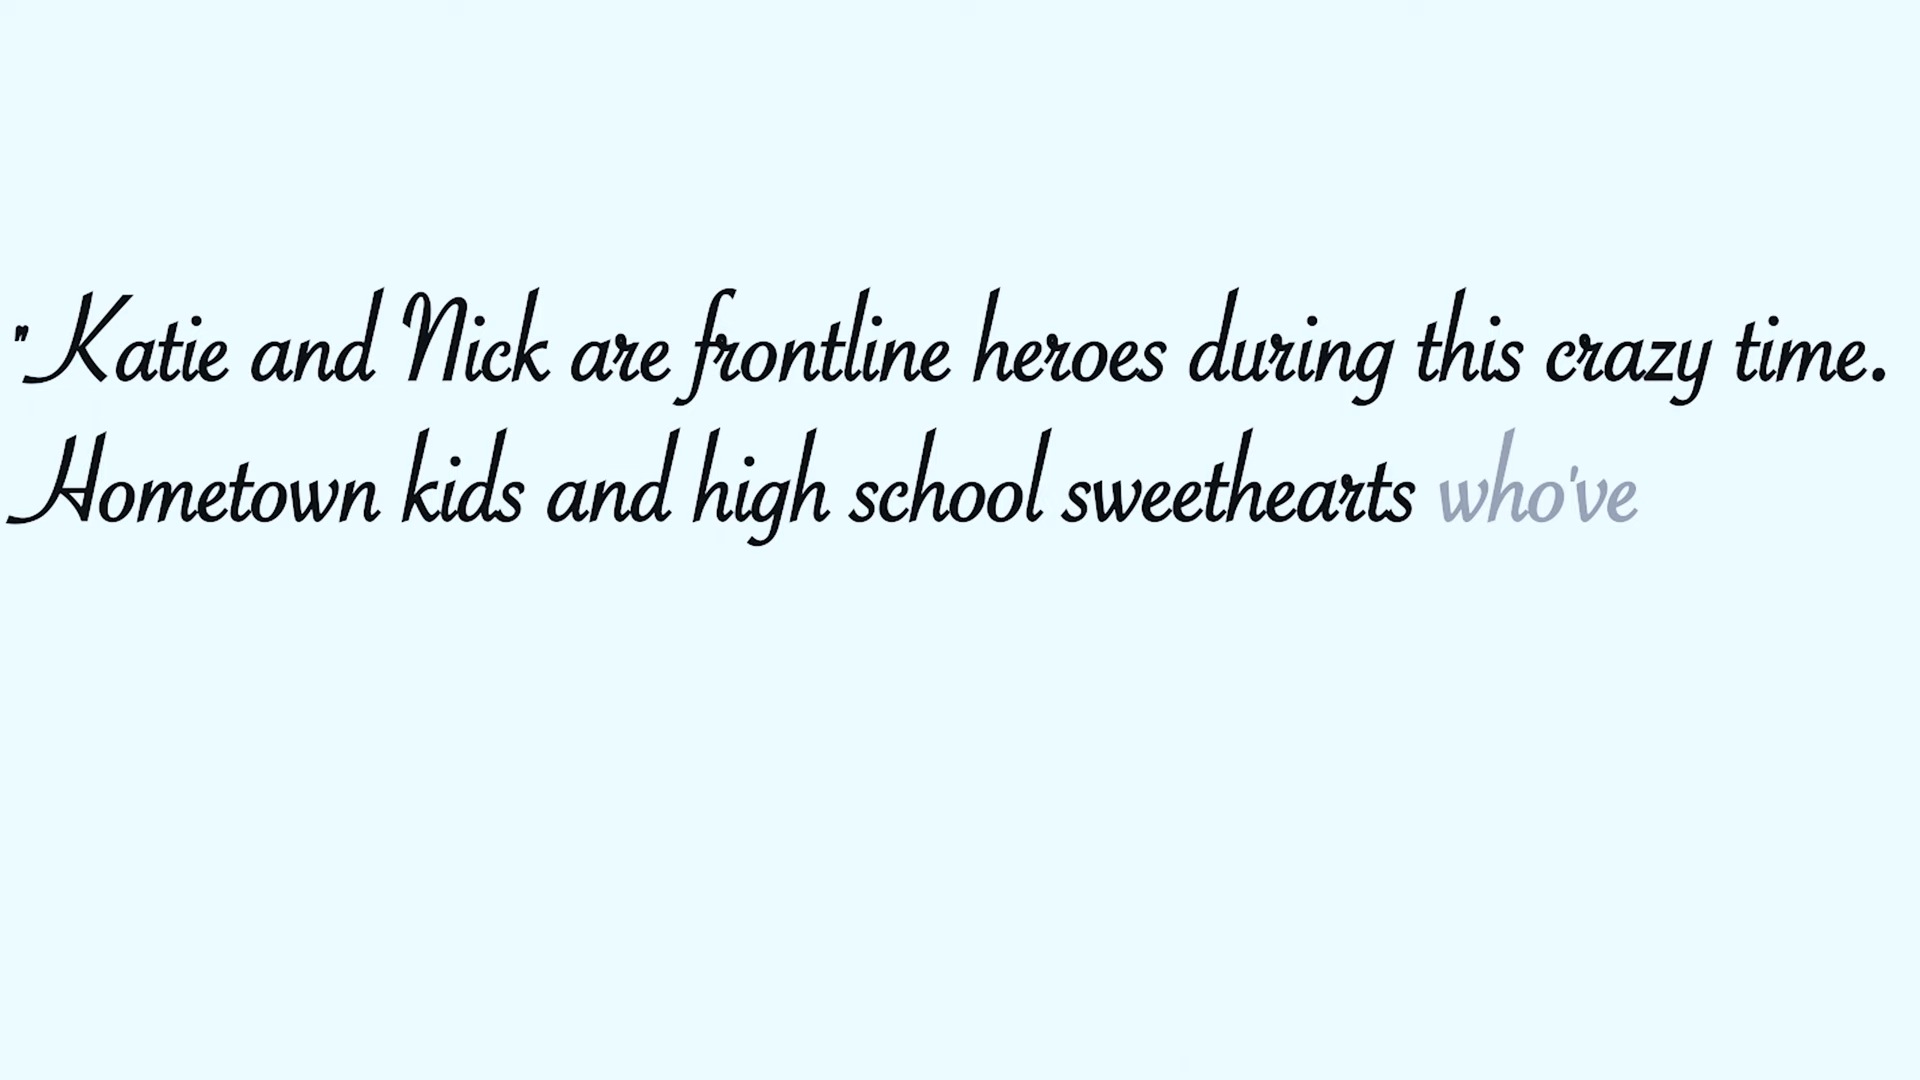 "Katie and Nick are frontline heroes during this crazy time.
Hometown kids and high school sweethearts who've